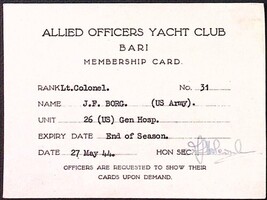 ALLIED OFFICERS YACHT CLUB
BARI
MEMBERSHIP CARD.
RANK Lt.Colonel. No. 31
NAME J.F. BORG. (US Army).
UNIT 26 (US) Gen Hosp.
EXPIRY DATE End of Season.
DATE 27 May 44. HON SEC.
OFFICERS ARE REQUESTED TO SHOW THEIR
CARDS UPON DEMAND.